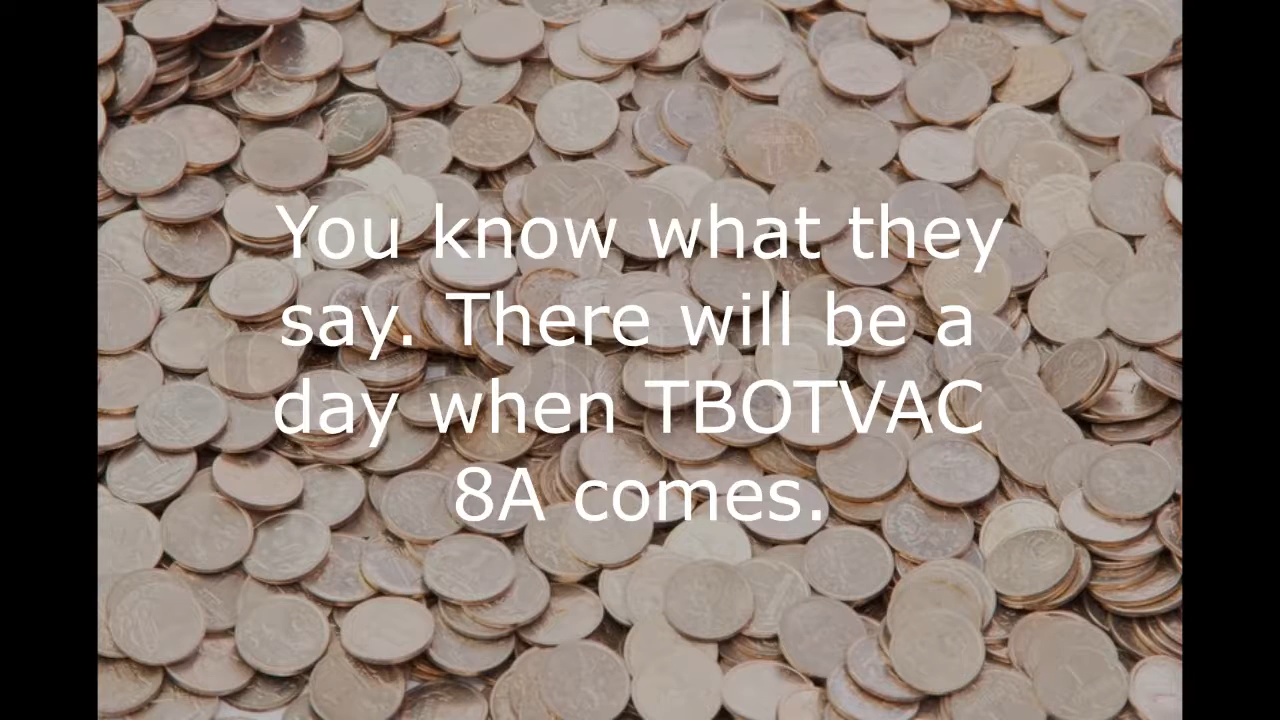 You know what they
say. There will be a
day when TBOTVAC
8A comes.